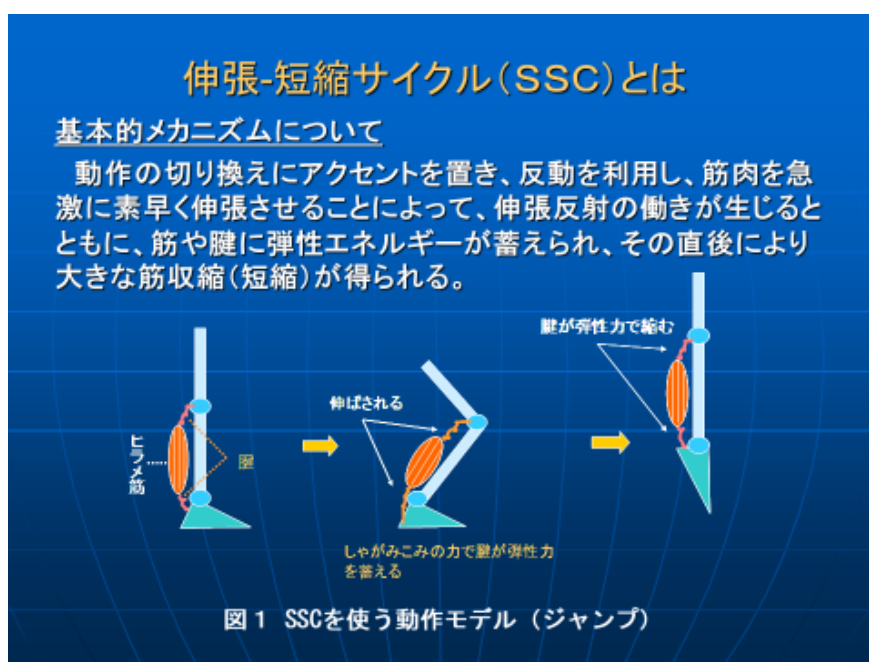 伸張-短縮サイクル(SSC)とは
基本的メカニズムについて
動作の切り換えにアクセントを置き、反動を利用し、筋肉を急
激に素早く伸張させることによって、伸張反射の働きが生じると
ともに、筋や腱に弾性エネルギーが蓄えられ、その直後により
大きな筋収縮(短縮)が得られる。
腱が弾性力で縮む
伸ばされる
ヒラメ筋
腱
しゃがみこみの力で腱が弾性力
を蓄える
図1 SSCを使う動作モデル(ジャンプ)